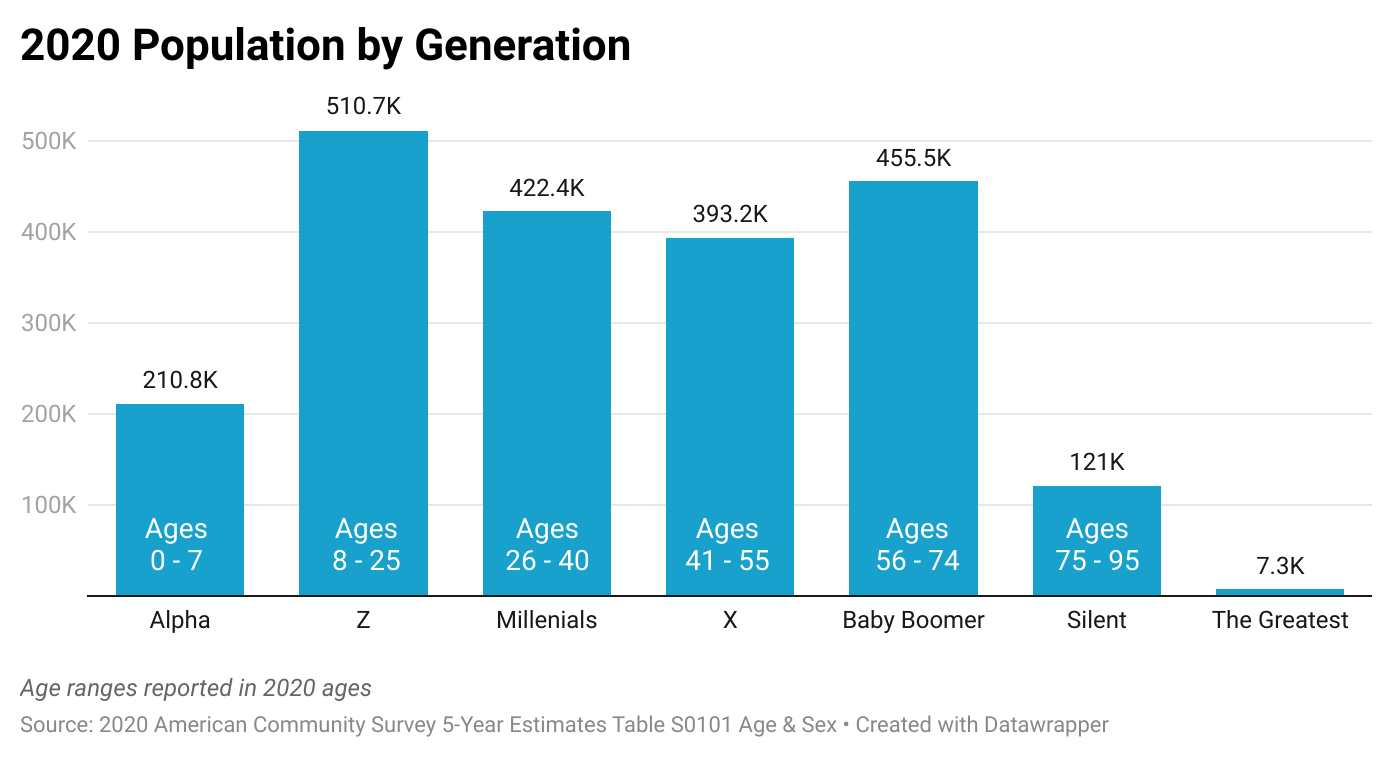 2020 Population by Generation
510.7K
500K
455.5K
422.4K
393.2K
400K
300K
210.8K
200K
121K
100K
Ages
0 - 7
Ages
8 - 25
Ages
26 - 40
Ages
41 - 55
Ages
56 - 74
Ages
75 - 95
7.3K
Alpha
Z
Millenials
X
Baby Boomer
Silent
The Greatest
Age ranges reported in 2020 ages
Source: 2020 American Community Survey 5-Year Estimates Table S0101 Age & Sex • Created with Datawrapper